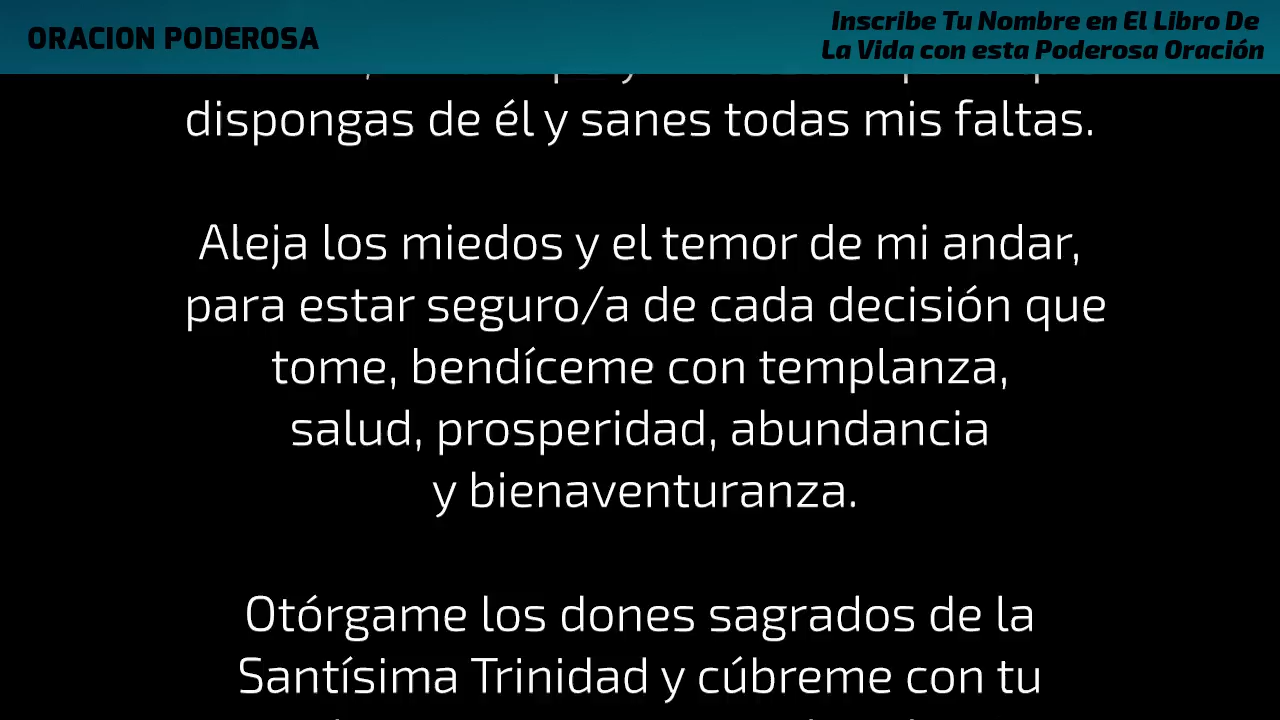 ORACION PODEROSA
Inscribe Tu Nombre en El Libro De
La Vida con esta Poderosa Oración
dispongas de él y sanes todas mis faltas.
Aleja los miedos y el temor de mi andar,
para estar seguro/a de cada decisión que
tome, bendíceme con templanza,
salud, prosperidad, abundancia
y bienaventuranza.
Otórgame los dones sagrados de la
Santísima Trinidad y cúbreme con tu